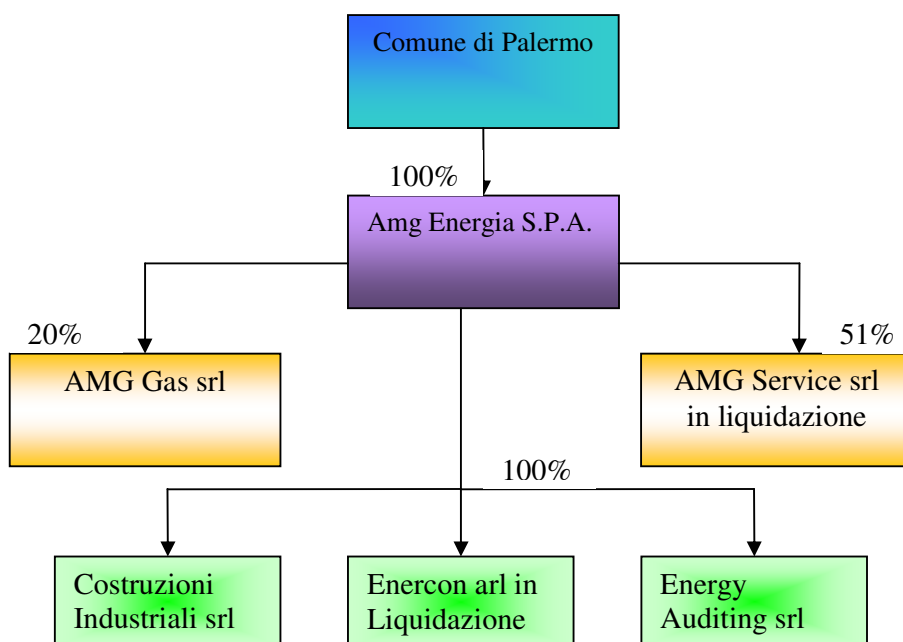 Comune di Palermo
100%
Amg Energia S.P.A.
20%
51%
AMG Gas srl
AMG Service srl
in liquidazione
100%
Costruzioni
Industriali srl
Enercon arl in
Liquidazione
Energy
Auditing srl